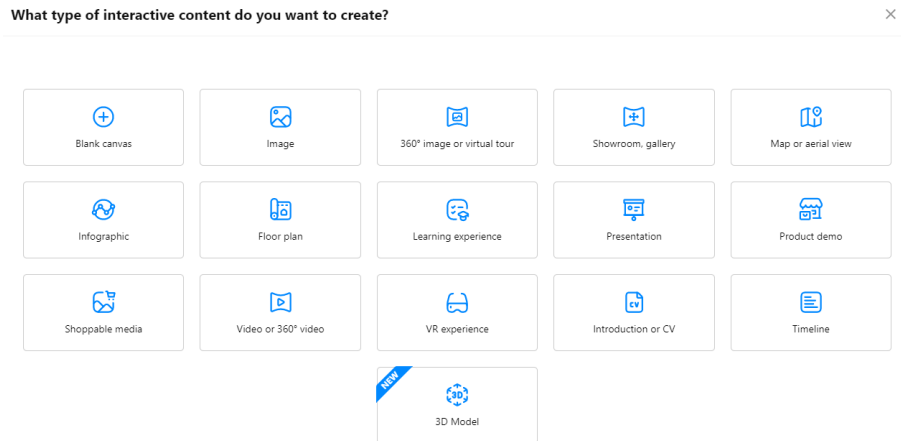 What type of interactive content do you want to create?
Blank canvas
Image
360° image or virtual tour
Showroom, gallery
Map or aerial view
Infographic
Floor plan
Learning experience
Presentation
Product demo
CV
Shoppable media
Video or 360° video
VR experience
Introduction or CV
Timeline
NEW
3D
3D Model